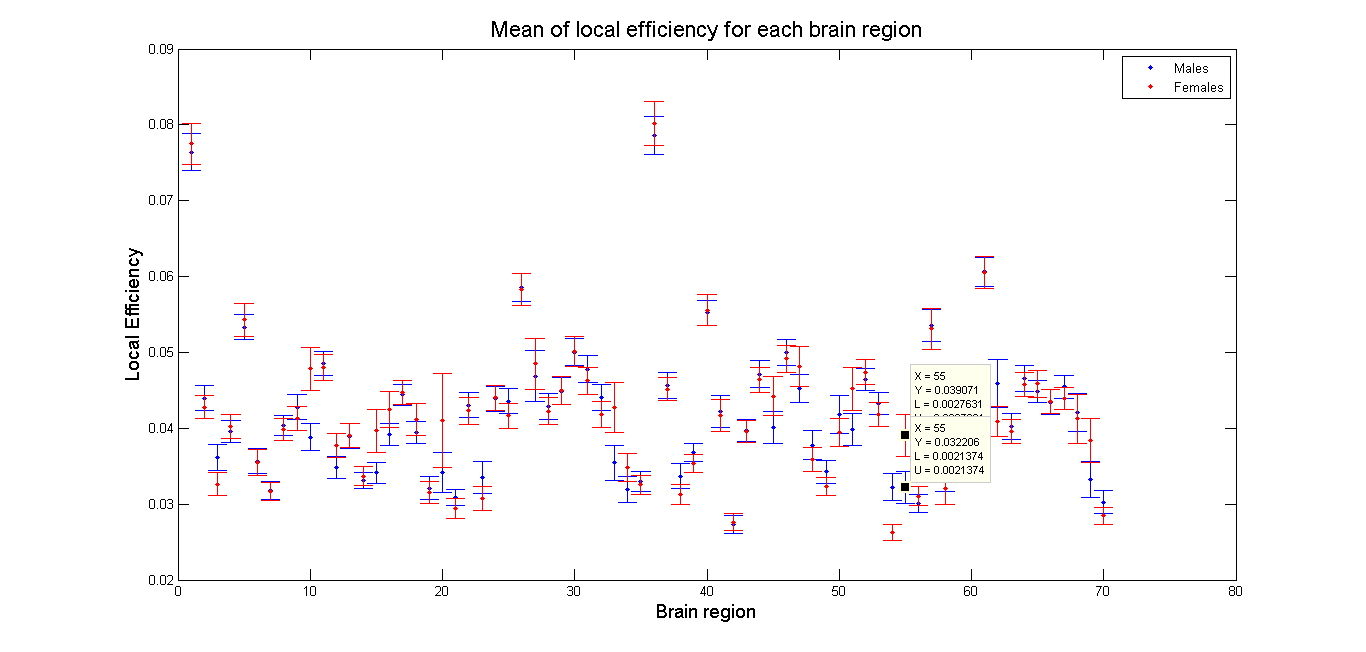 Mean of local efficiency for each brain region
0.09
0.08
0.07
0.06
0.05
0.04
0.03
0.02
Local Efficiency
Males
Females
X = 55
Y = 0.039071
L = 0.0027631
X = 55
Y = 0.032206
L = 0.0021374
U = 0.0021374
0 10 20 30 40 50 60 70 80
Brain region